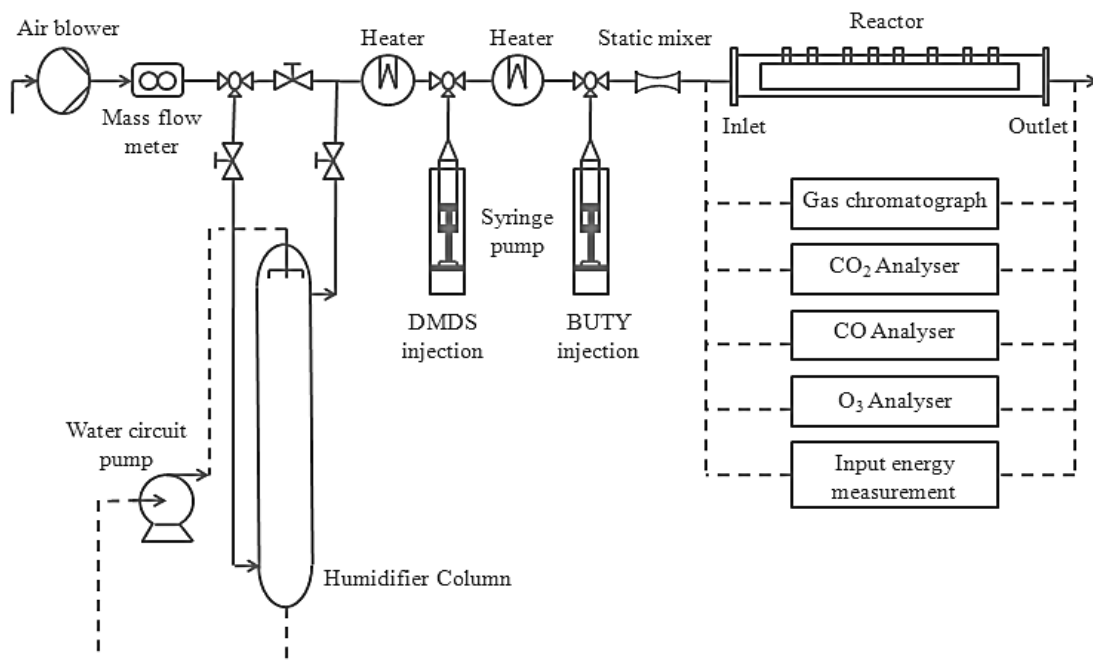 Air blower
Mass flow
meter
Heater
Heater
Static mixer
Reactor
Inlet
Outlet
Syringe
pump
DMDS
injection
BUTY
injection
Gas chromatograph
CO₂ Analyser
CO Analyser
O₃ Analyser
Input energy
measurement
Water circuit
pump
Humidifier Column